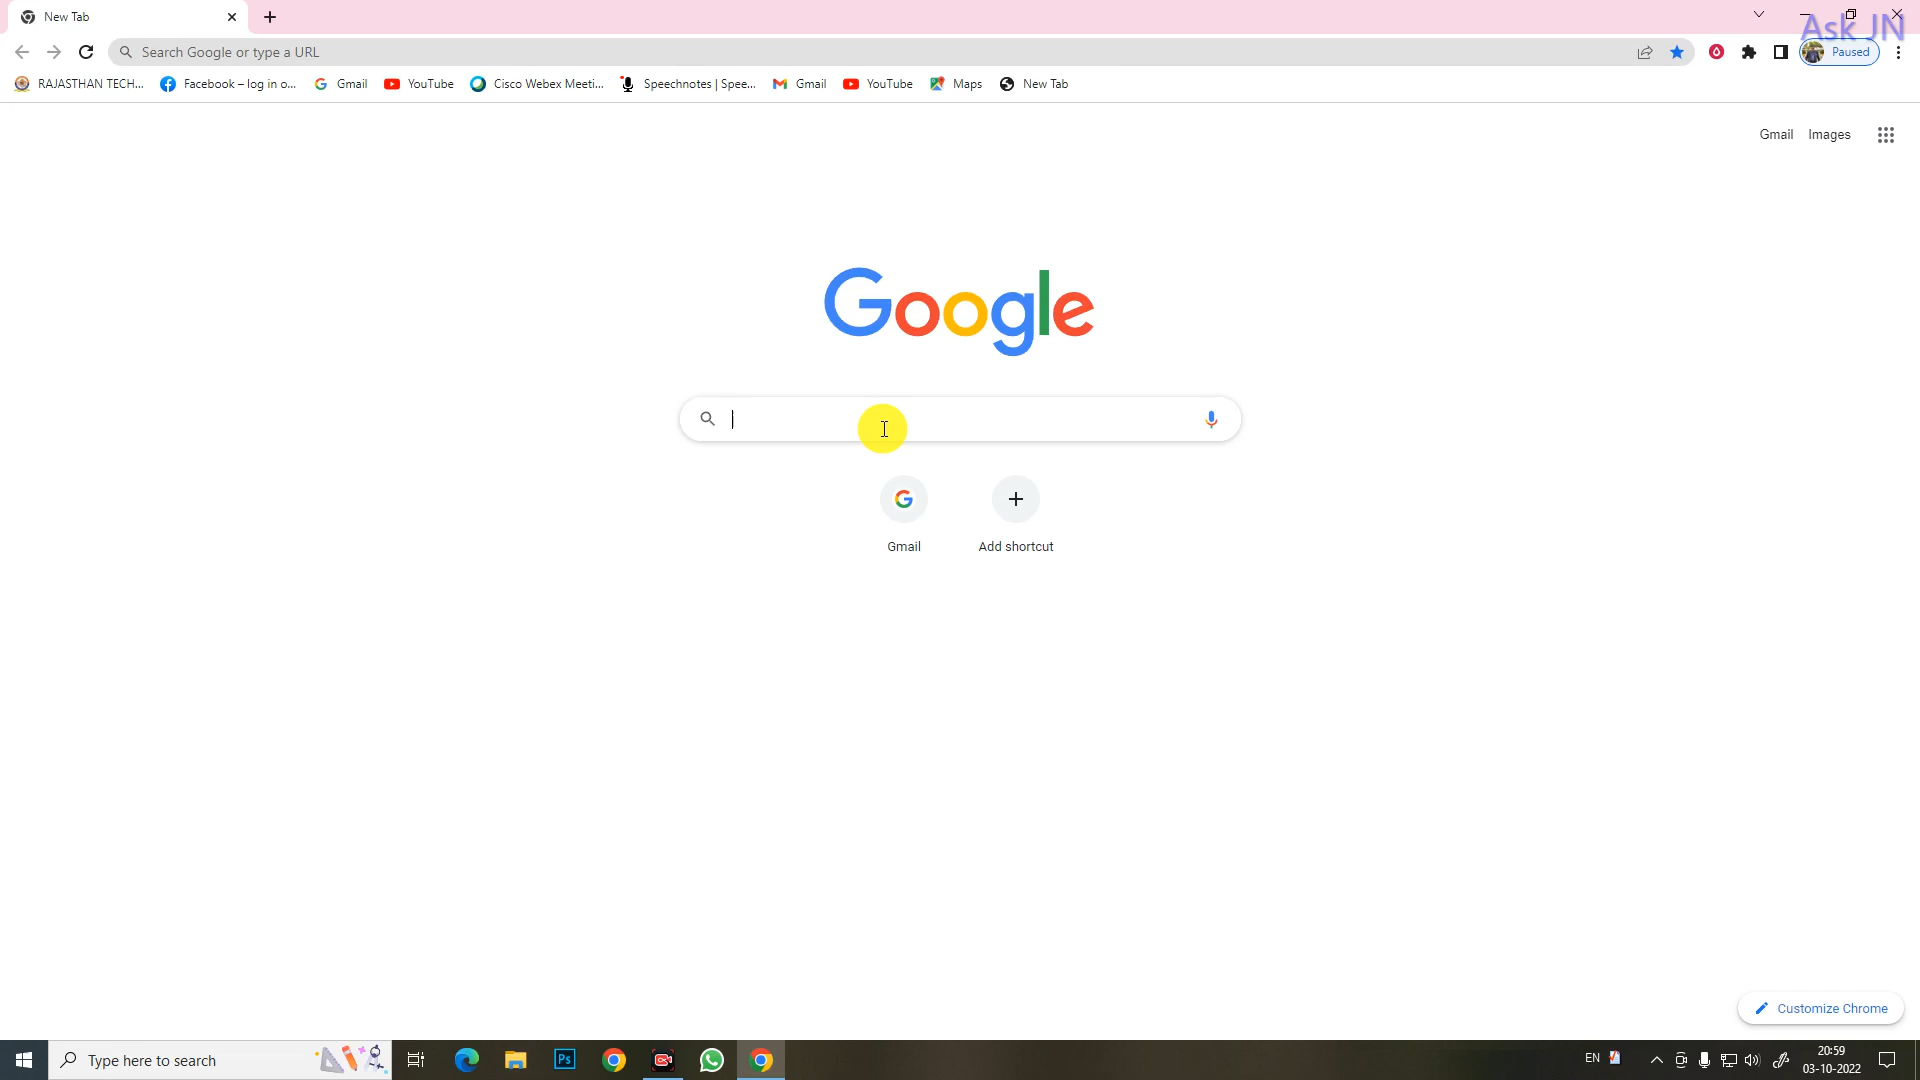 New Tab
Ask JN
Search Google or type a URL
Paused
RAJASTHAN TECH...
Facebook – log in o...
Gmail
YouTube
Cisco Webex Meeti...
Speechnotes | Spee...
Gmail
YouTube
Maps
New Tab
Gmail
Images
Google
Gmail
Add shortcut
Customize Chrome
Type here to search
Ps
EN
20:59
03-10-2022